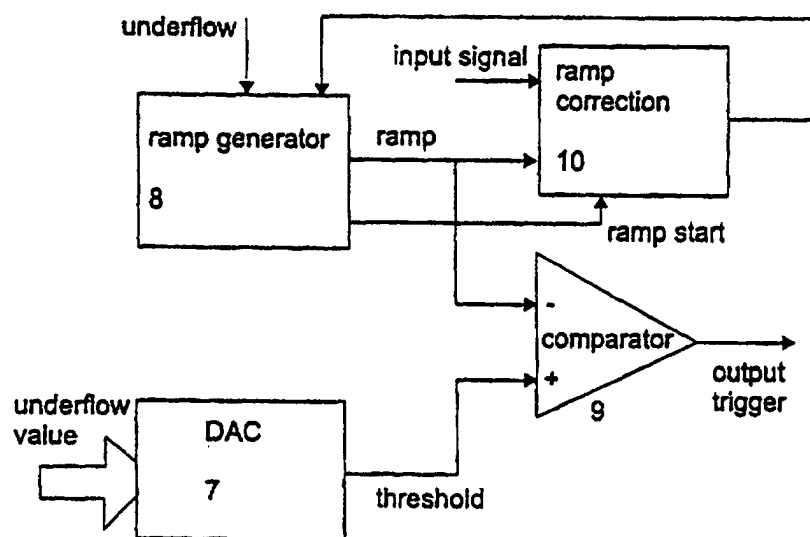 underflow
input signal
ramp
correction
10
ramp generator
8
ramp
ramp start
-
comparator
+
9
output
trigger
underflow
value
DAC
7
threshold